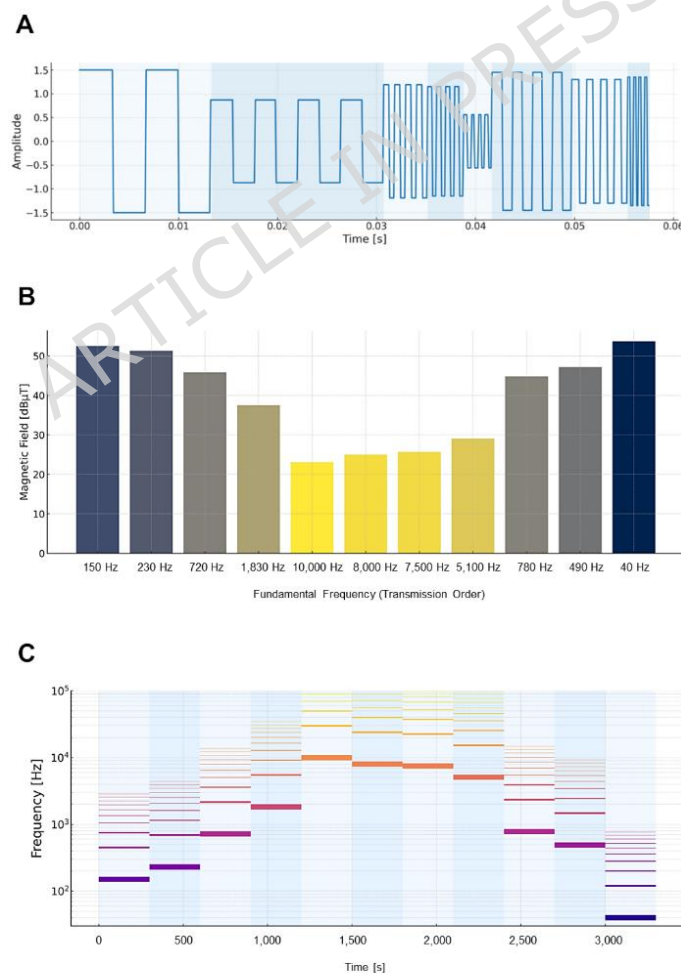 ARTICLE IN PRESS
A
1.5
1.0
0.5
0.0
−0.5
−1.0
−1.5
Amplitude
0.00 0.01 0.02 0.03 0.04 0.05 0.06
Time [s]
B
50
40
30
20
10
0
Magnetic Field [dBµT]
150 Hz 230 Hz 720 Hz 1,830 Hz 10,000 Hz 8,000 Hz 7,500 Hz 5,100 Hz 780 Hz 490 Hz 40 Hz
Fundamental Frequency (Transmission Order)
C
10⁵
10⁴
10³
10²
Frequency [Hz]
0 500 1,000 1,500 2,000 2,500 3,000
Time [s]